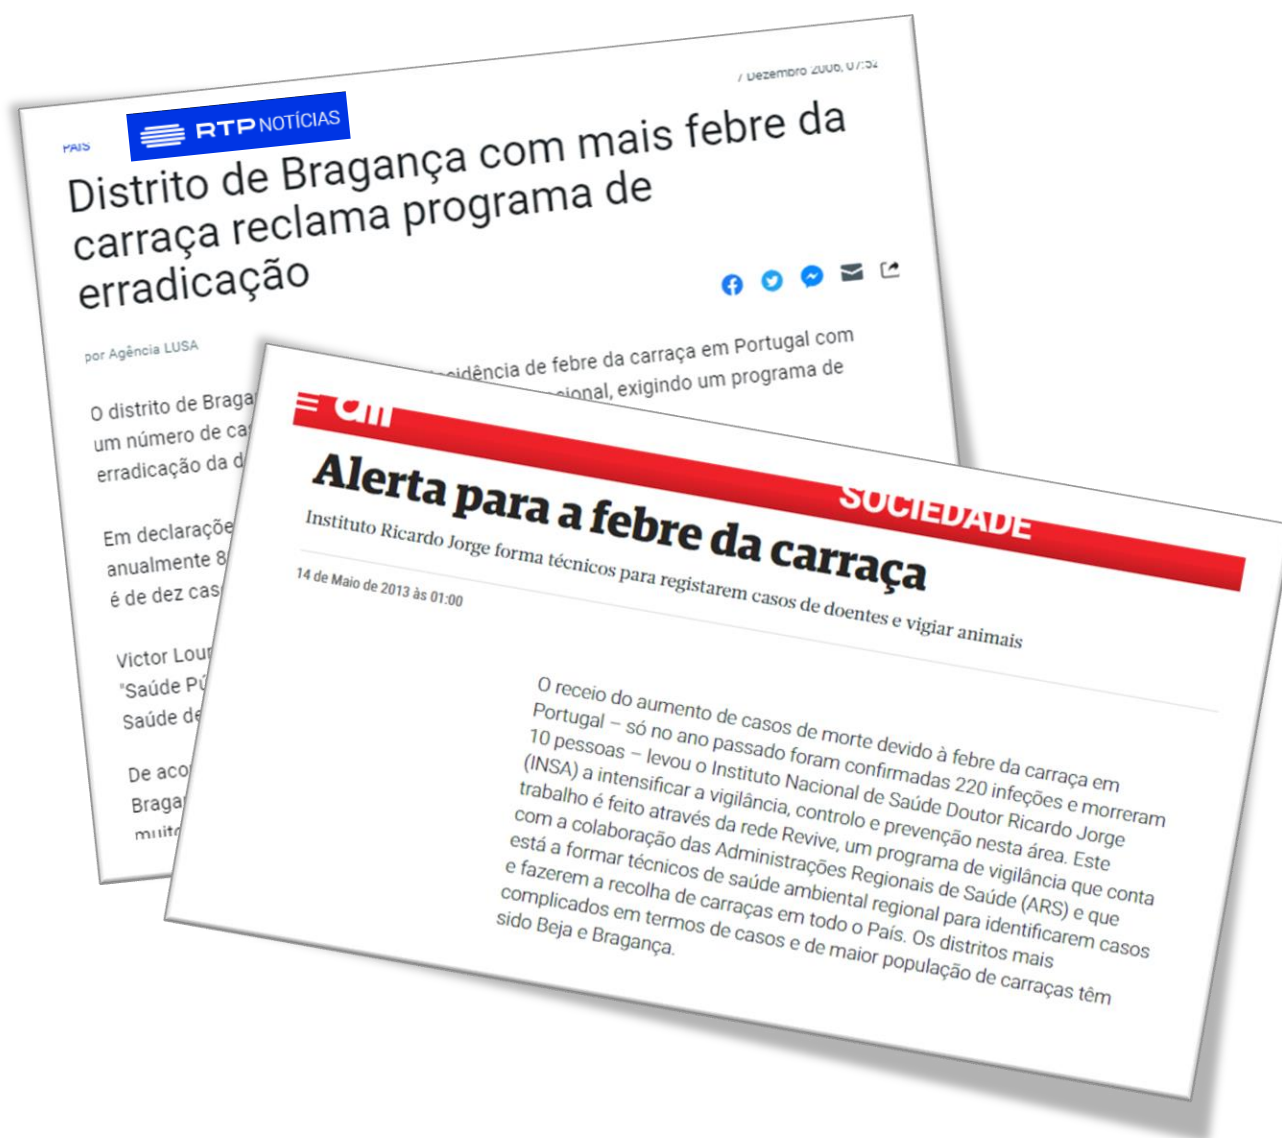 7 Dezembro 2006, 07:52
PAÍS
RTP NOTÍCIAS
Distrito de Bragança com mais febre da
carraça reclama programa de
erradicação
por Agência LUSA
O distrito de Braga
idência de febre da carraça em Portugal com
um número de ca
ional, exigindo um programa de
erradicação da d
Em declaraçõe
anualmente 8
é de dez cas
Victor Lour
"Saúde Pú
Saúde de
De acor
Bragan
muito
SOCIEDADE
Alerta para a febre da carraça
Instituto Ricardo Jorge forma técnicos para registarem casos de doentes e vigiar animais
14 de Maio de 2013 às 01:00
O receio do aumento de casos de morte devido à febre da carraça em
Portugal – só no ano passado foram confirmadas 220 infeções e morreram
10 pessoas – levou o Instituto Nacional de Saúde Doutor Ricardo Jorge
(INSA) a intensificar a vigilância, controlo e prevenção nesta área. Este
trabalho é feito através da rede Revive, um programa de vigilância que conta
com a colaboração das Administrações Regionais de Saúde (ARS) e que
está a formar técnicos de saúde ambiental regional para identificarem casos
e fazerem a recolha de carraças em todo o País. Os distritos mais
complicados em termos de casos e de maior população de carraças têm
sido Beja e Bragança.